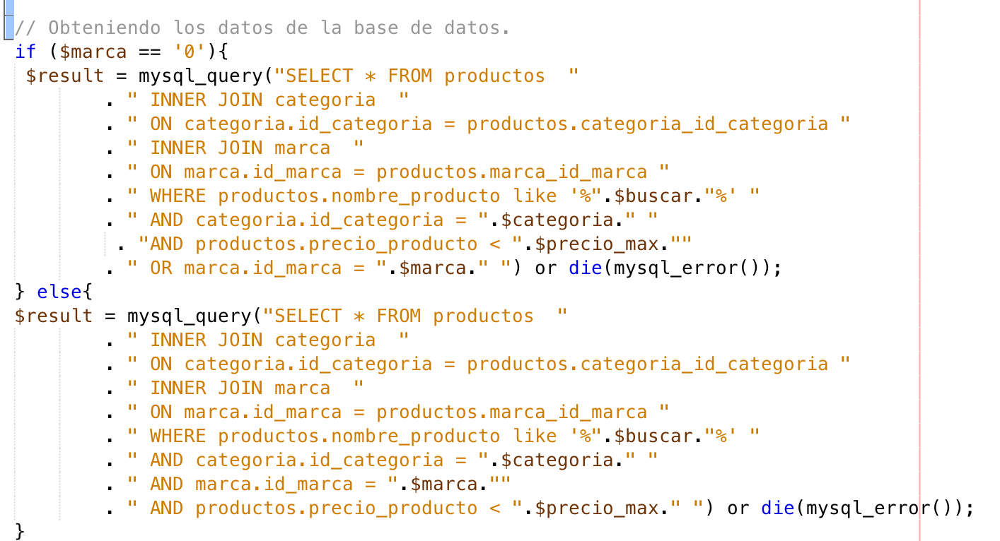 // Obteniendo los datos de la base de datos.
if ($marca == '0'){
 $result = mysql_query("SELECT * FROM productos  "
        . " INNER JOIN categoria  "
        . " ON categoria.id_categoria = productos.categoria_id_categoria "
        . " INNER JOIN marca  "
        . " ON marca.id_marca = productos.marca_id_marca "
        . " WHERE productos.nombre_producto like '%".$buscar."%' "
        . " AND categoria.id_categoria = ".$categoria." "
         . "AND productos.precio_producto < ".$precio_max.""
        . " OR marca.id_marca = ".$marca." ") or die(mysql_error());
} else{
$result = mysql_query("SELECT * FROM productos  "
        . " INNER JOIN categoria  "
        . " ON categoria.id_categoria = productos.categoria_id_categoria "
        . " INNER JOIN marca  "
        . " ON marca.id_marca = productos.marca_id_marca "
        . " WHERE productos.nombre_producto like '%".$buscar."%' "
        . " AND categoria.id_categoria = ".$categoria." "
        . " AND marca.id_marca = ".$marca.""
        . " AND productos.precio_producto < ".$precio_max." ") or die(mysql_error());
}